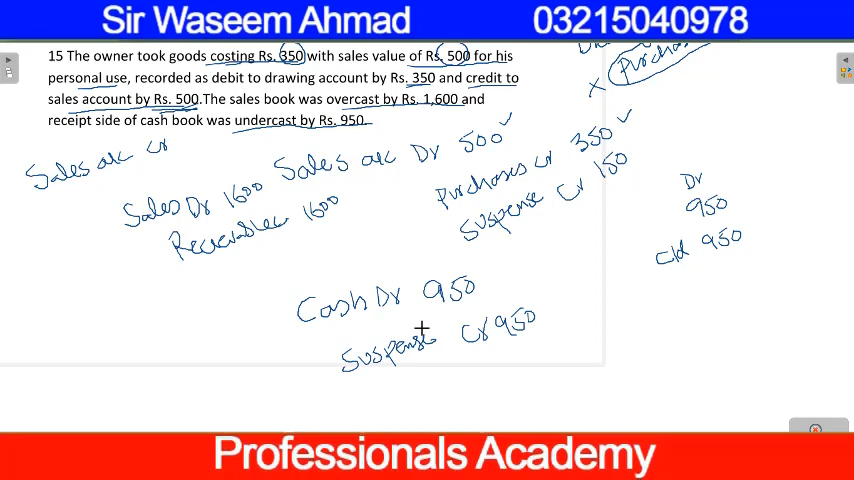 Sir Waseem Ahmad 03215040978
15 The owner took goods costing Rs. 350 with sales value of Rs. 500 for his
personal use, recorded as debit to drawing account by Rs. 350 and credit to
sales account by Rs. 500.The sales book was overcast by Rs. 1,600 and
receipt side of cash book was undercast by Rs. 950.
Purchases
x
Sales a/c Cr
Sales a/c Dr 500
Purchases Cr 350
Suspense Cr 150
Sales Dr 1600
Receivables 1600
Dr
950
c/d 950
Cash Dr 950
Suspense Cr 950
Professionals Academy